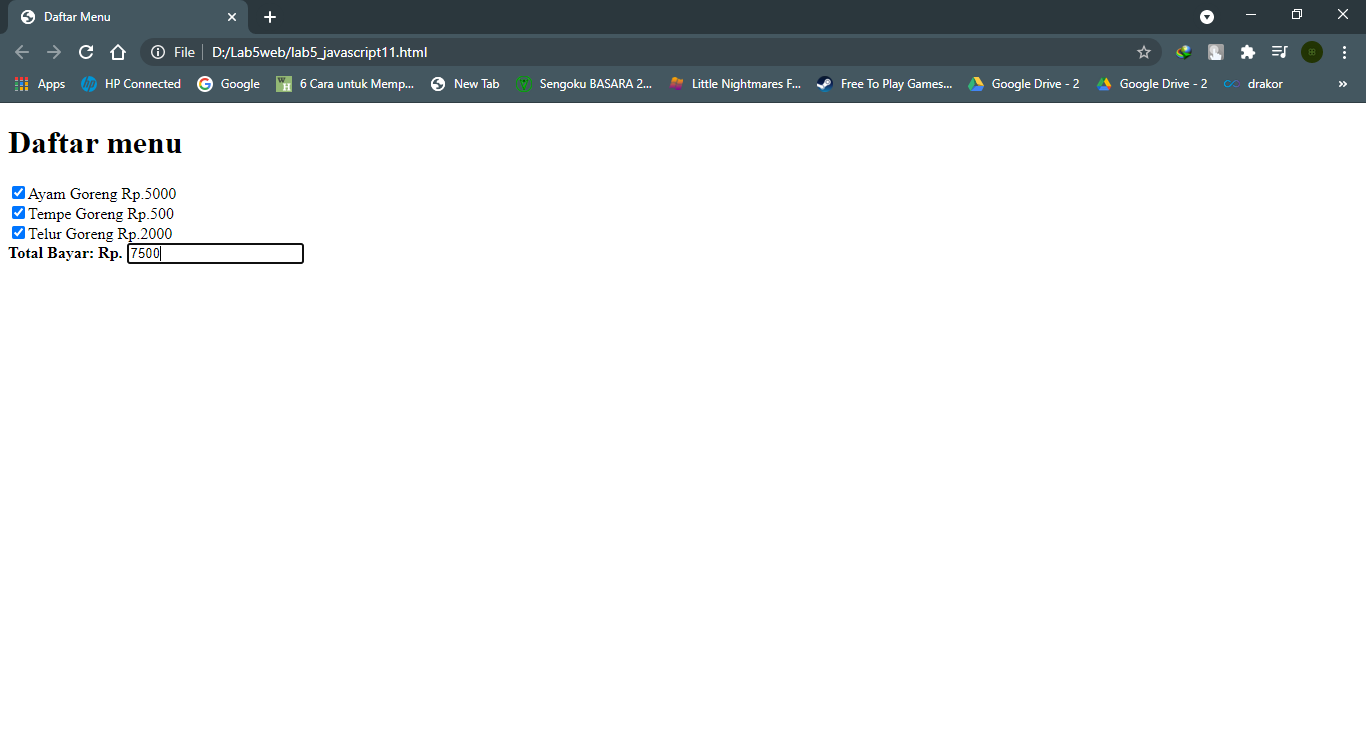 Daftar Menu
File D:/Lab5web/lab5_javascript11.html
Apps HP Connected Google 6 Cara untuk Memp... New Tab Sengoku BASARA 2... Little Nightmares F... Free To Play Games... Google Drive - 2 Google Drive - 2 drakor »
Daftar menu
Ayam Goreng Rp.5000
Tempe Goreng Rp.500
Telur Goreng Rp.2000
Total Bayar: Rp. 7500